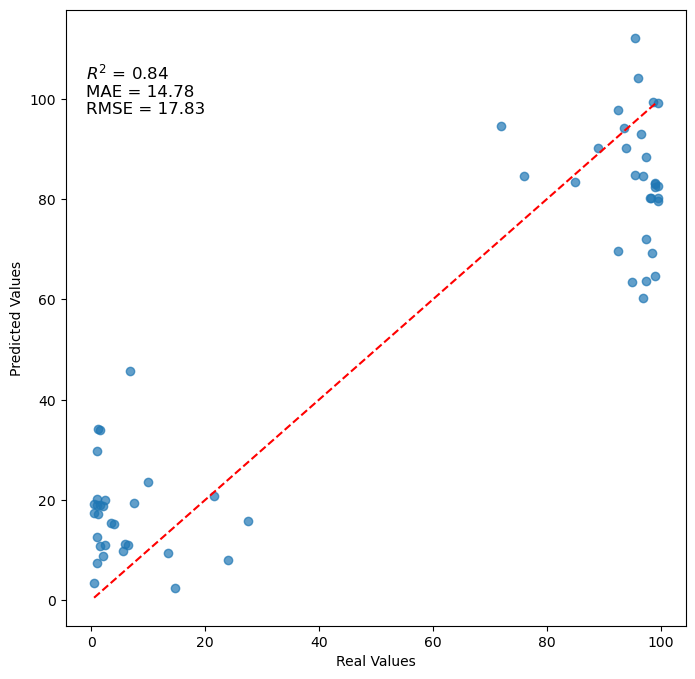 R² = 0.84
MAE = 14.78
RMSE = 17.83
100
80
60
40
20
0
Predicted Values
0 20 40 60 80 100
Real Values